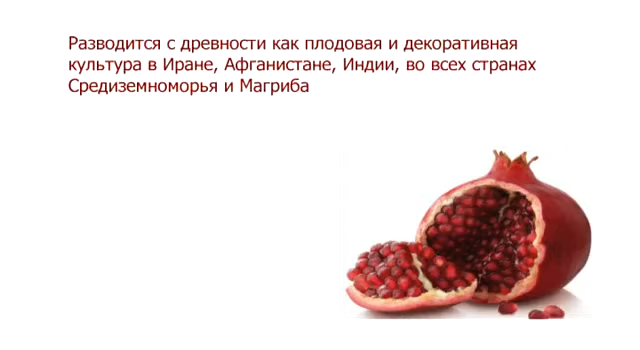 Разводится с древности как плодовая и декоративная
культура в Иране, Афганистане, Индии, во всех странах
Средиземноморья и Магриба